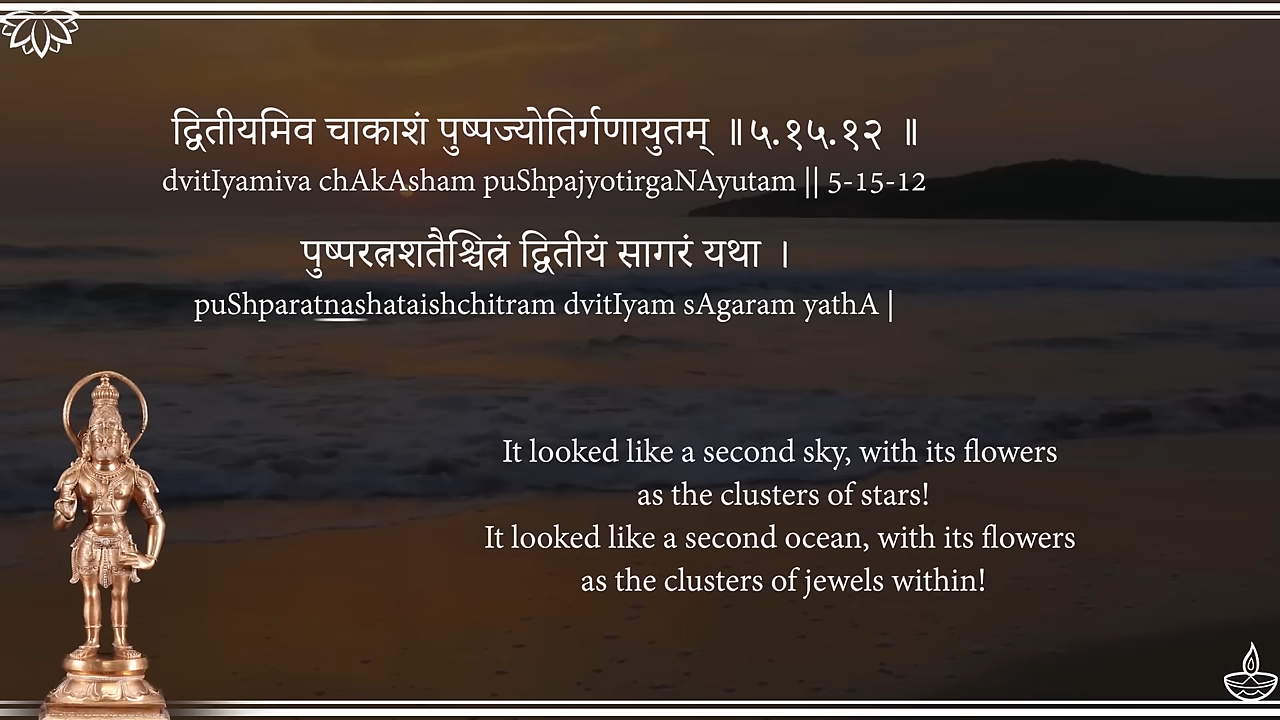 द्वितीयमिव चाकाशं पुष्पज्योतिर्गणायुतम् ॥५.१५.१२ ॥
dvitIyamiva chAkAsham puShpajyotirgaNAyutam || 5-15-12
पुष्परत्नशतैश्चित्रं द्वितीयं सागरं यथा ।
puShparatnashataishchitram dvitIyam sAgaram yathA |
It looked like a second sky, with its flowers
as the clusters of stars!
It looked like a second ocean, with its flowers
as the clusters of jewels within!